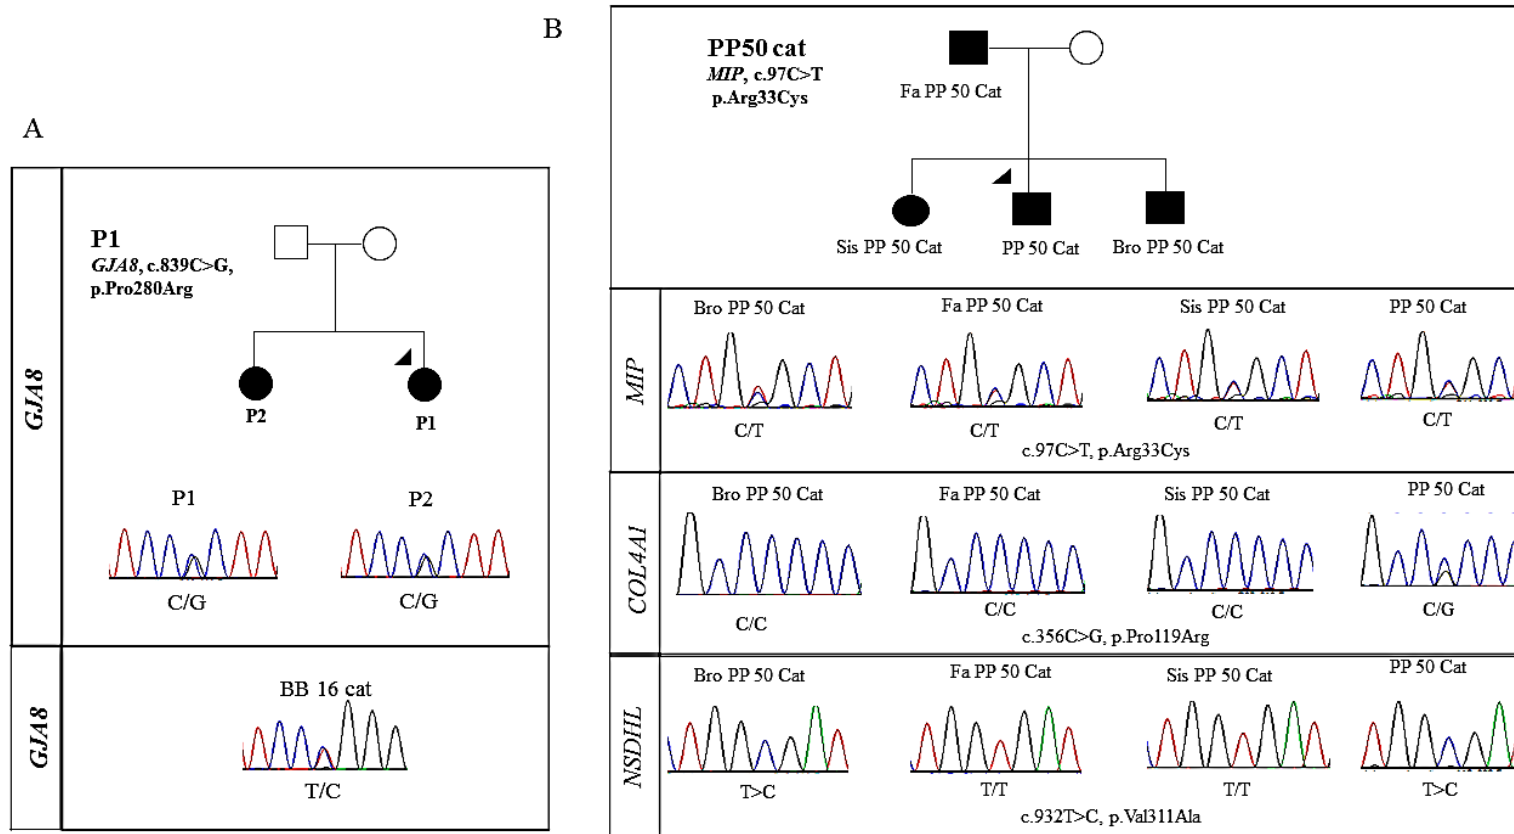 A
P1
GJA8, c.839C>G,
p.Pro280Arg
P2
P1
GJA8
P1
P2
C/G
C/G
GJA8
BB 16 cat
T/C
B
PP50 cat
MIP, c.97C>T
p.Arg33Cys
Fa PP 50 Cat
Sis PP 50 Cat
PP 50 Cat
Bro PP 50 Cat
MIP
Bro PP 50 Cat
Fa PP 50 Cat
Sis PP 50 Cat
PP 50 Cat
C/T
C/T
C/T
C/T
c.97C>T, p.Arg33Cys
COL4A1
Bro PP 50 Cat
Fa PP 50 Cat
Sis PP 50 Cat
PP 50 Cat
C/C
C/C
C/C
C/G
c.356C>G, p.Pro119Arg
NSDHL
Bro PP 50 Cat
Fa PP 50 Cat
Sis PP 50 Cat
PP 50 Cat
T>C
T/T
T/T
T>C
c.932T>C, p.Val311Ala